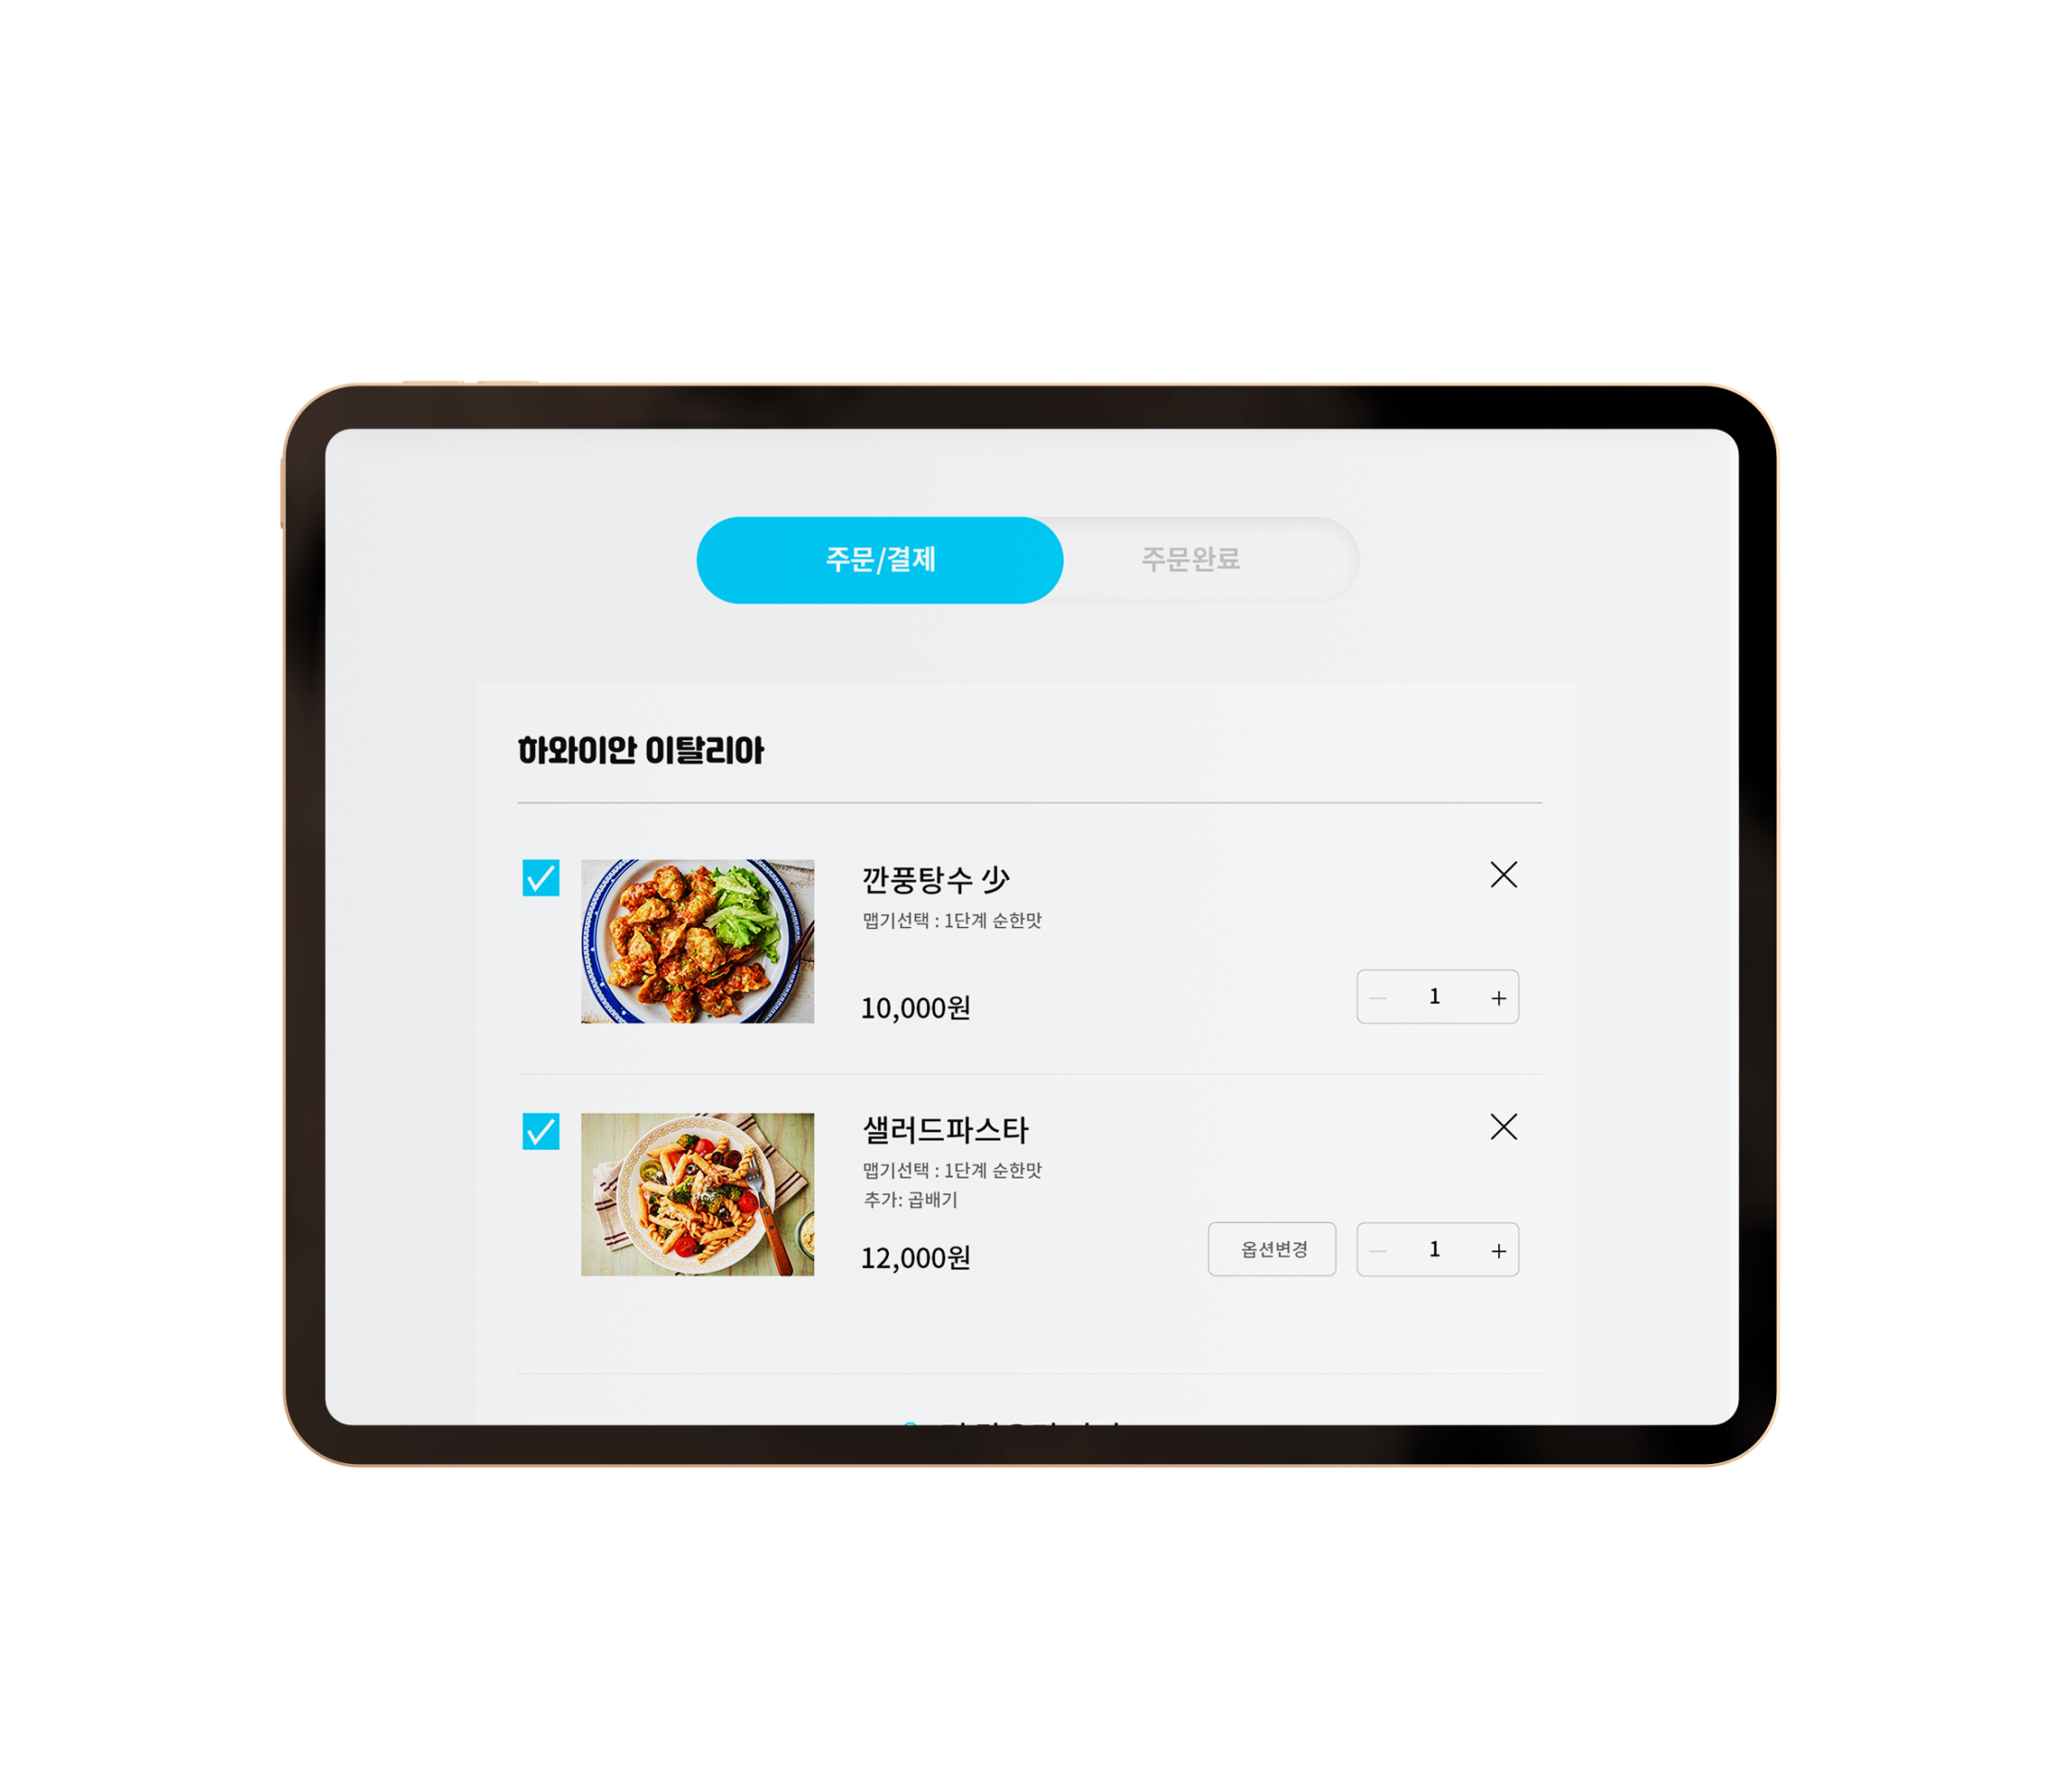 주문/결제
주문완료
하와이안 이탈리아
깐풍탕수 少
맵기선택 : 1단계 순한맛
10,000원
1
샐러드파스타
맵기선택 : 1단계 순한맛
추가: 곱배기
12,000원
옵션변경
1